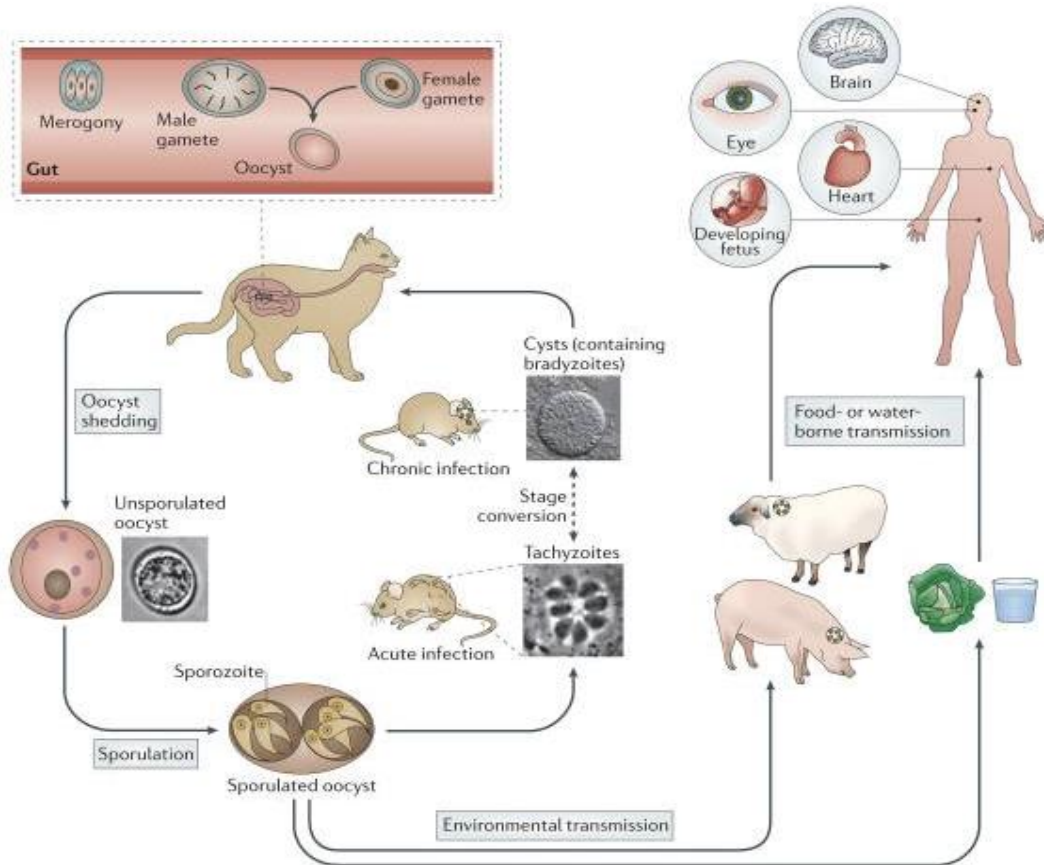 Merogony
Male
gamete
Female
gamete
Oocyst
Gut
Brain
Eye
Heart
Developing
fetus
Cysts (containing
bradyzoites)
Oocyst
shedding
Chronic infection
Food- or water-
borne transmission
Unsporulated
oocyst
Stage
conversion
Tachyzoites
Acute infection
Sporozoite
Sporulation
Sporulated oocyst
Environmental transmission